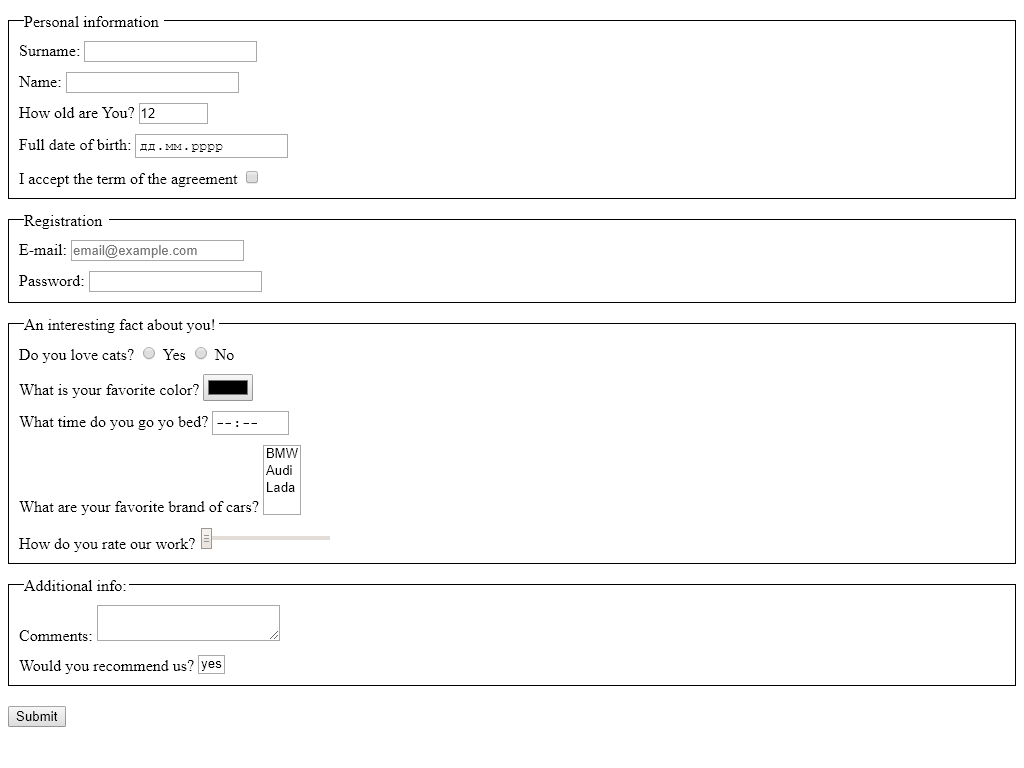 Personal information
Surname:
Name:
How old are You? 12
Full date of birth: дд.мм.рррр
I accept the term of the agreement
Registration
E-mail: email@example.com
Password:
An interesting fact about you!
Do you love cats? Yes No
What is your favorite color?
What time do you go yo bed? --:--
BMW
Audi
Lada
What are your favorite brand of cars?
How do you rate our work?
Additional info:
Comments:
Would you recommend us? yes
Submit